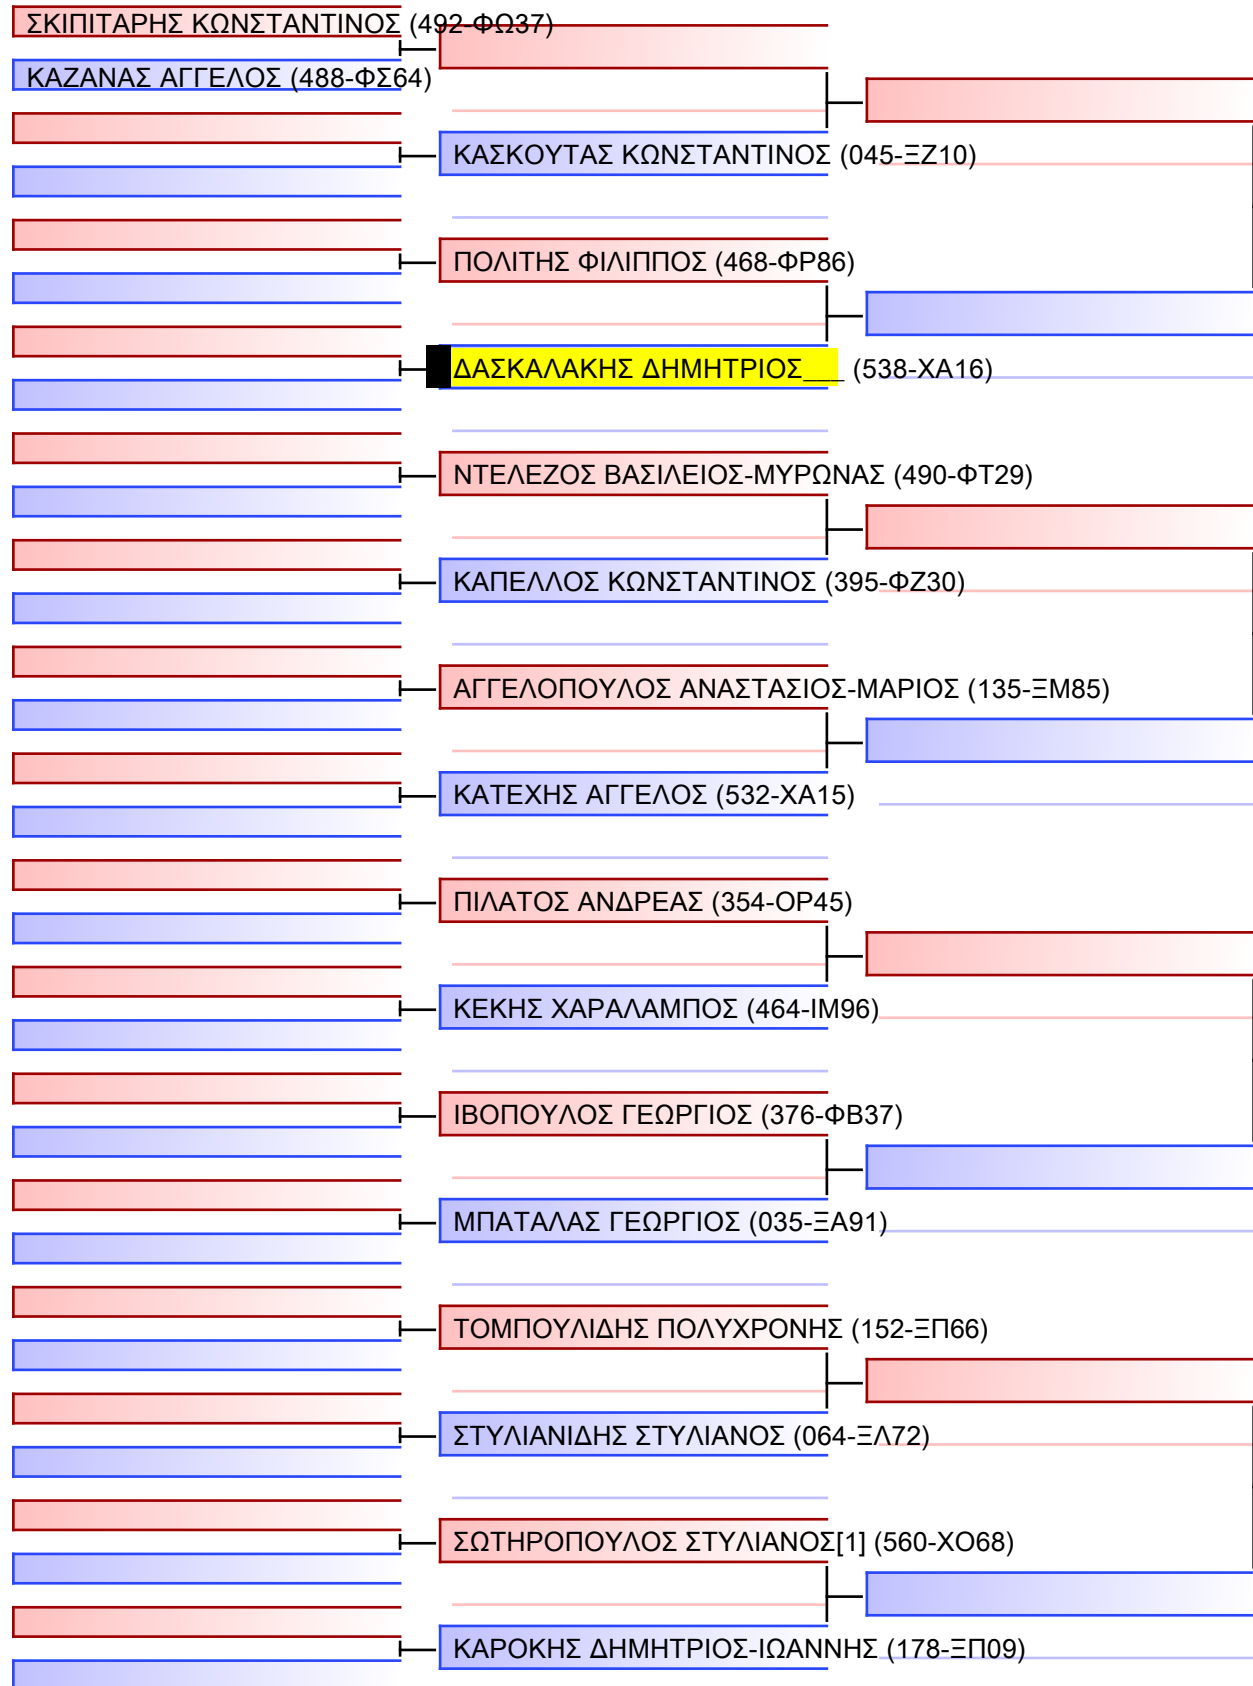 ΣΚΙΠΙΤΑΡΗΣ ΚΩΝΣΤΑΝΤΙΝΟΣ (492-ΦΩ37)
ΚΑΖΑΝΑΣ ΑΓΓΕΛΟΣ (488-ΦΣ64)
ΚΑΣΚΟΥΤΑΣ ΚΩΝΣΤΑΝΤΙΝΟΣ (045-ΞΖ10)
ΠΟΛΙΤΗΣ ΦΙΛΙΠΠΟΣ (468-ΦΡ86)
ΔΑΣΚΑΛΑΚΗΣ ΔΗΜΗΤΡΙΟΣ___ (538-ΧΑ16)
ΝΤΕΛΕΖΟΣ ΒΑΣΙΛΕΙΟΣ-ΜΥΡΩΝΑΣ (490-ΦΤ29)
ΚΑΠΕΛΛΟΣ ΚΩΝΣΤΑΝΤΙΝΟΣ (395-ΦΖ30)
ΑΓΓΕΛΟΠΟΥΛΟΣ ΑΝΑΣΤΑΣΙΟΣ-ΜΑΡΙΟΣ (135-ΞΜ85)
ΚΑΤΕΧΗΣ ΑΓΓΕΛΟΣ (532-ΧΑ15)
ΠΙΛΑΤΟΣ ΑΝΔΡΕΑΣ (354-ΟΡ45)
ΚΕΚΗΣ ΧΑΡΑΛΑΜΠΟΣ (464-ΙΜ96)
ΙΒΟΠΟΥΛΟΣ ΓΕΩΡΓΙΟΣ (376-ΦΒ37)
ΜΠΑΤΑΛΑΣ ΓΕΩΡΓΙΟΣ (035-ΞΑ91)
ΤΟΜΠΟΥΛΙΔΗΣ ΠΟΛΥΧΡΟΝΗΣ (152-ΞΠ66)
ΣΤΥΛΙΑΝΙΔΗΣ ΣΤΥΛΙΑΝΟΣ (064-ΞΛ72)
ΣΩΤΗΡΟΠΟΥΛΟΣ ΣΤΥΛΙΑΝΟΣ[1] (560-ΧΟ68)
ΚΑΡΟΚΗΣ ΔΗΜΗΤΡΙΟΣ-ΙΩΑΝΝΗΣ (178-ΞΠ09)